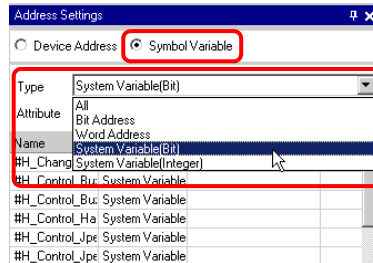 Address Settings
Device Address Symbol Variable
Type System Variable(Bit)
Attribute All
Bit Address
Word Address
Name System Variable(Bit)
#H_Chang System Variable(Integer)
#H_Control_Bu: System Variable
#H_Control_Bu: System Variable
#H_Control_Ha System Variable
#H_Control_Jpe System Variable
#H_Control_Jpe System Variable